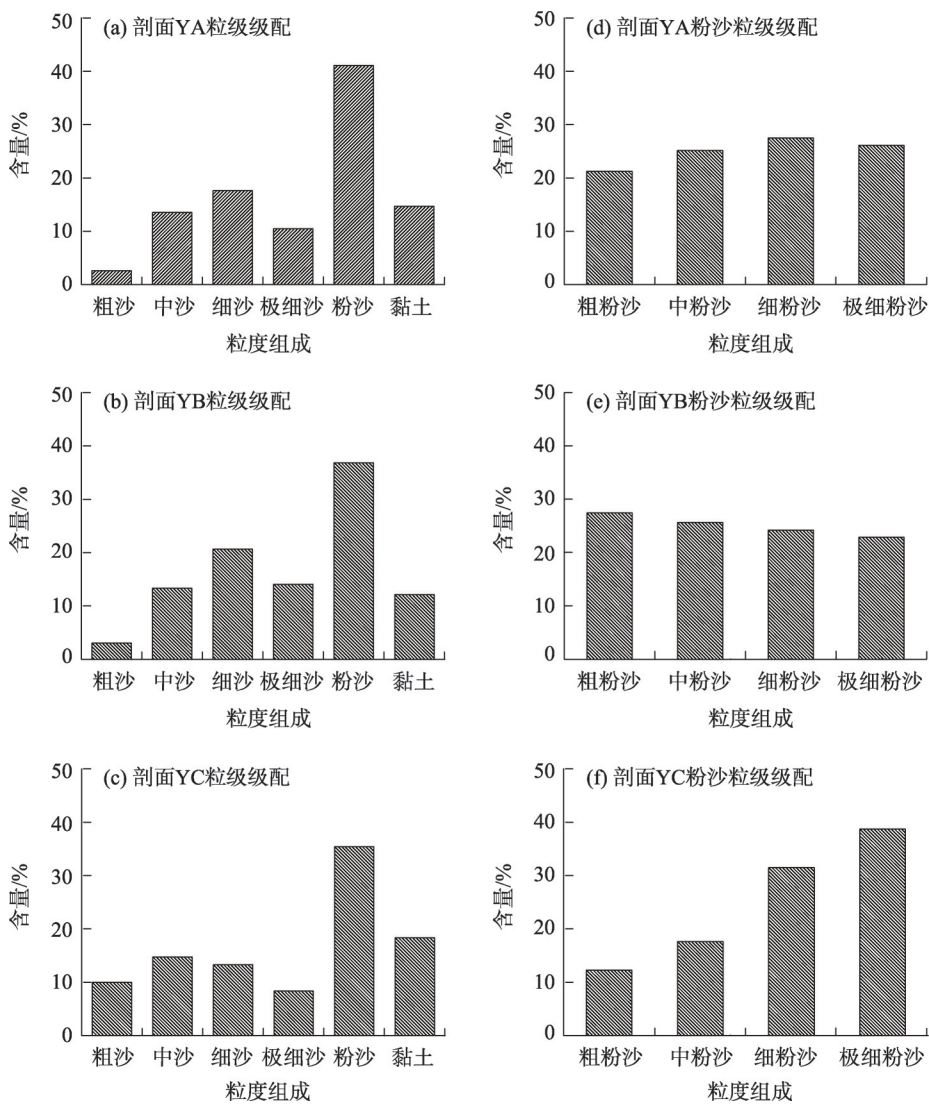 (a) 剖面YA粒级级配
含量/%
50
40
30
20
10
0
粗沙 中沙 细沙 极细沙 粉沙 黏土
粒度组成
(d) 剖面YA粉沙粒级级配
含量/%
50
40
30
20
10
0
粗粉沙 中粉沙 细粉沙 极细粉沙
粒度组成
(b) 剖面YB粒级级配
含量/%
50
40
30
20
10
0
粗沙 中沙 细沙 极细沙 粉沙 黏土
粒度组成
(e) 剖面YB粉沙粒级级配
含量/%
50
40
30
20
10
0
粗粉沙 中粉沙 细粉沙 极细粉沙
粒度组成
(c) 剖面YC粒级级配
含量/%
50
40
30
20
10
0
粗沙 中沙 细沙 极细沙 粉沙 黏土
粒度组成
(f) 剖面YC粉沙粒级级配
含量/%
50
40
30
20
10
0
粗粉沙 中粉沙 细粉沙 极细粉沙
粒度组成